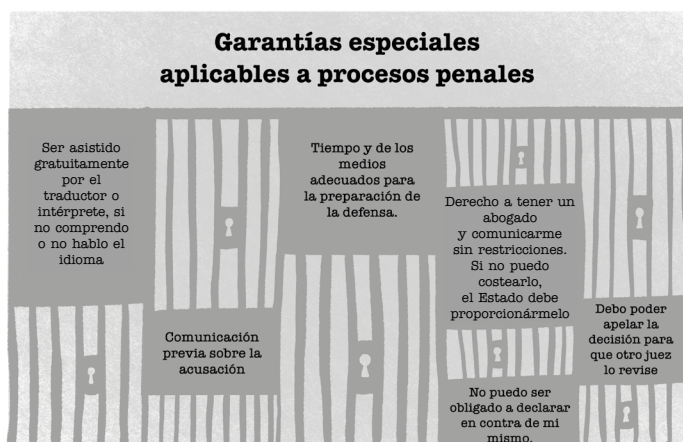 Garantías especiales
aplicables a procesos penales
Ser asistido
gratuitamente
por el
traductor o
intérprete, si
no comprendo
o no hablo el
idioma
Comunicación
previa sobre la
acusación
Tiempo y de los
medios
adecuados para
la preparación de
la defensa.
Derecho a tener un
abogado
y comunicarme
sin restricciones.
Si no puedo
costearlo,
el Estado debe
proporcionármelo
No puedo ser
obligado a declarar
en contra de mi
mismo.
Debo poder
apelar la
decisión para
que otro juez
lo revise